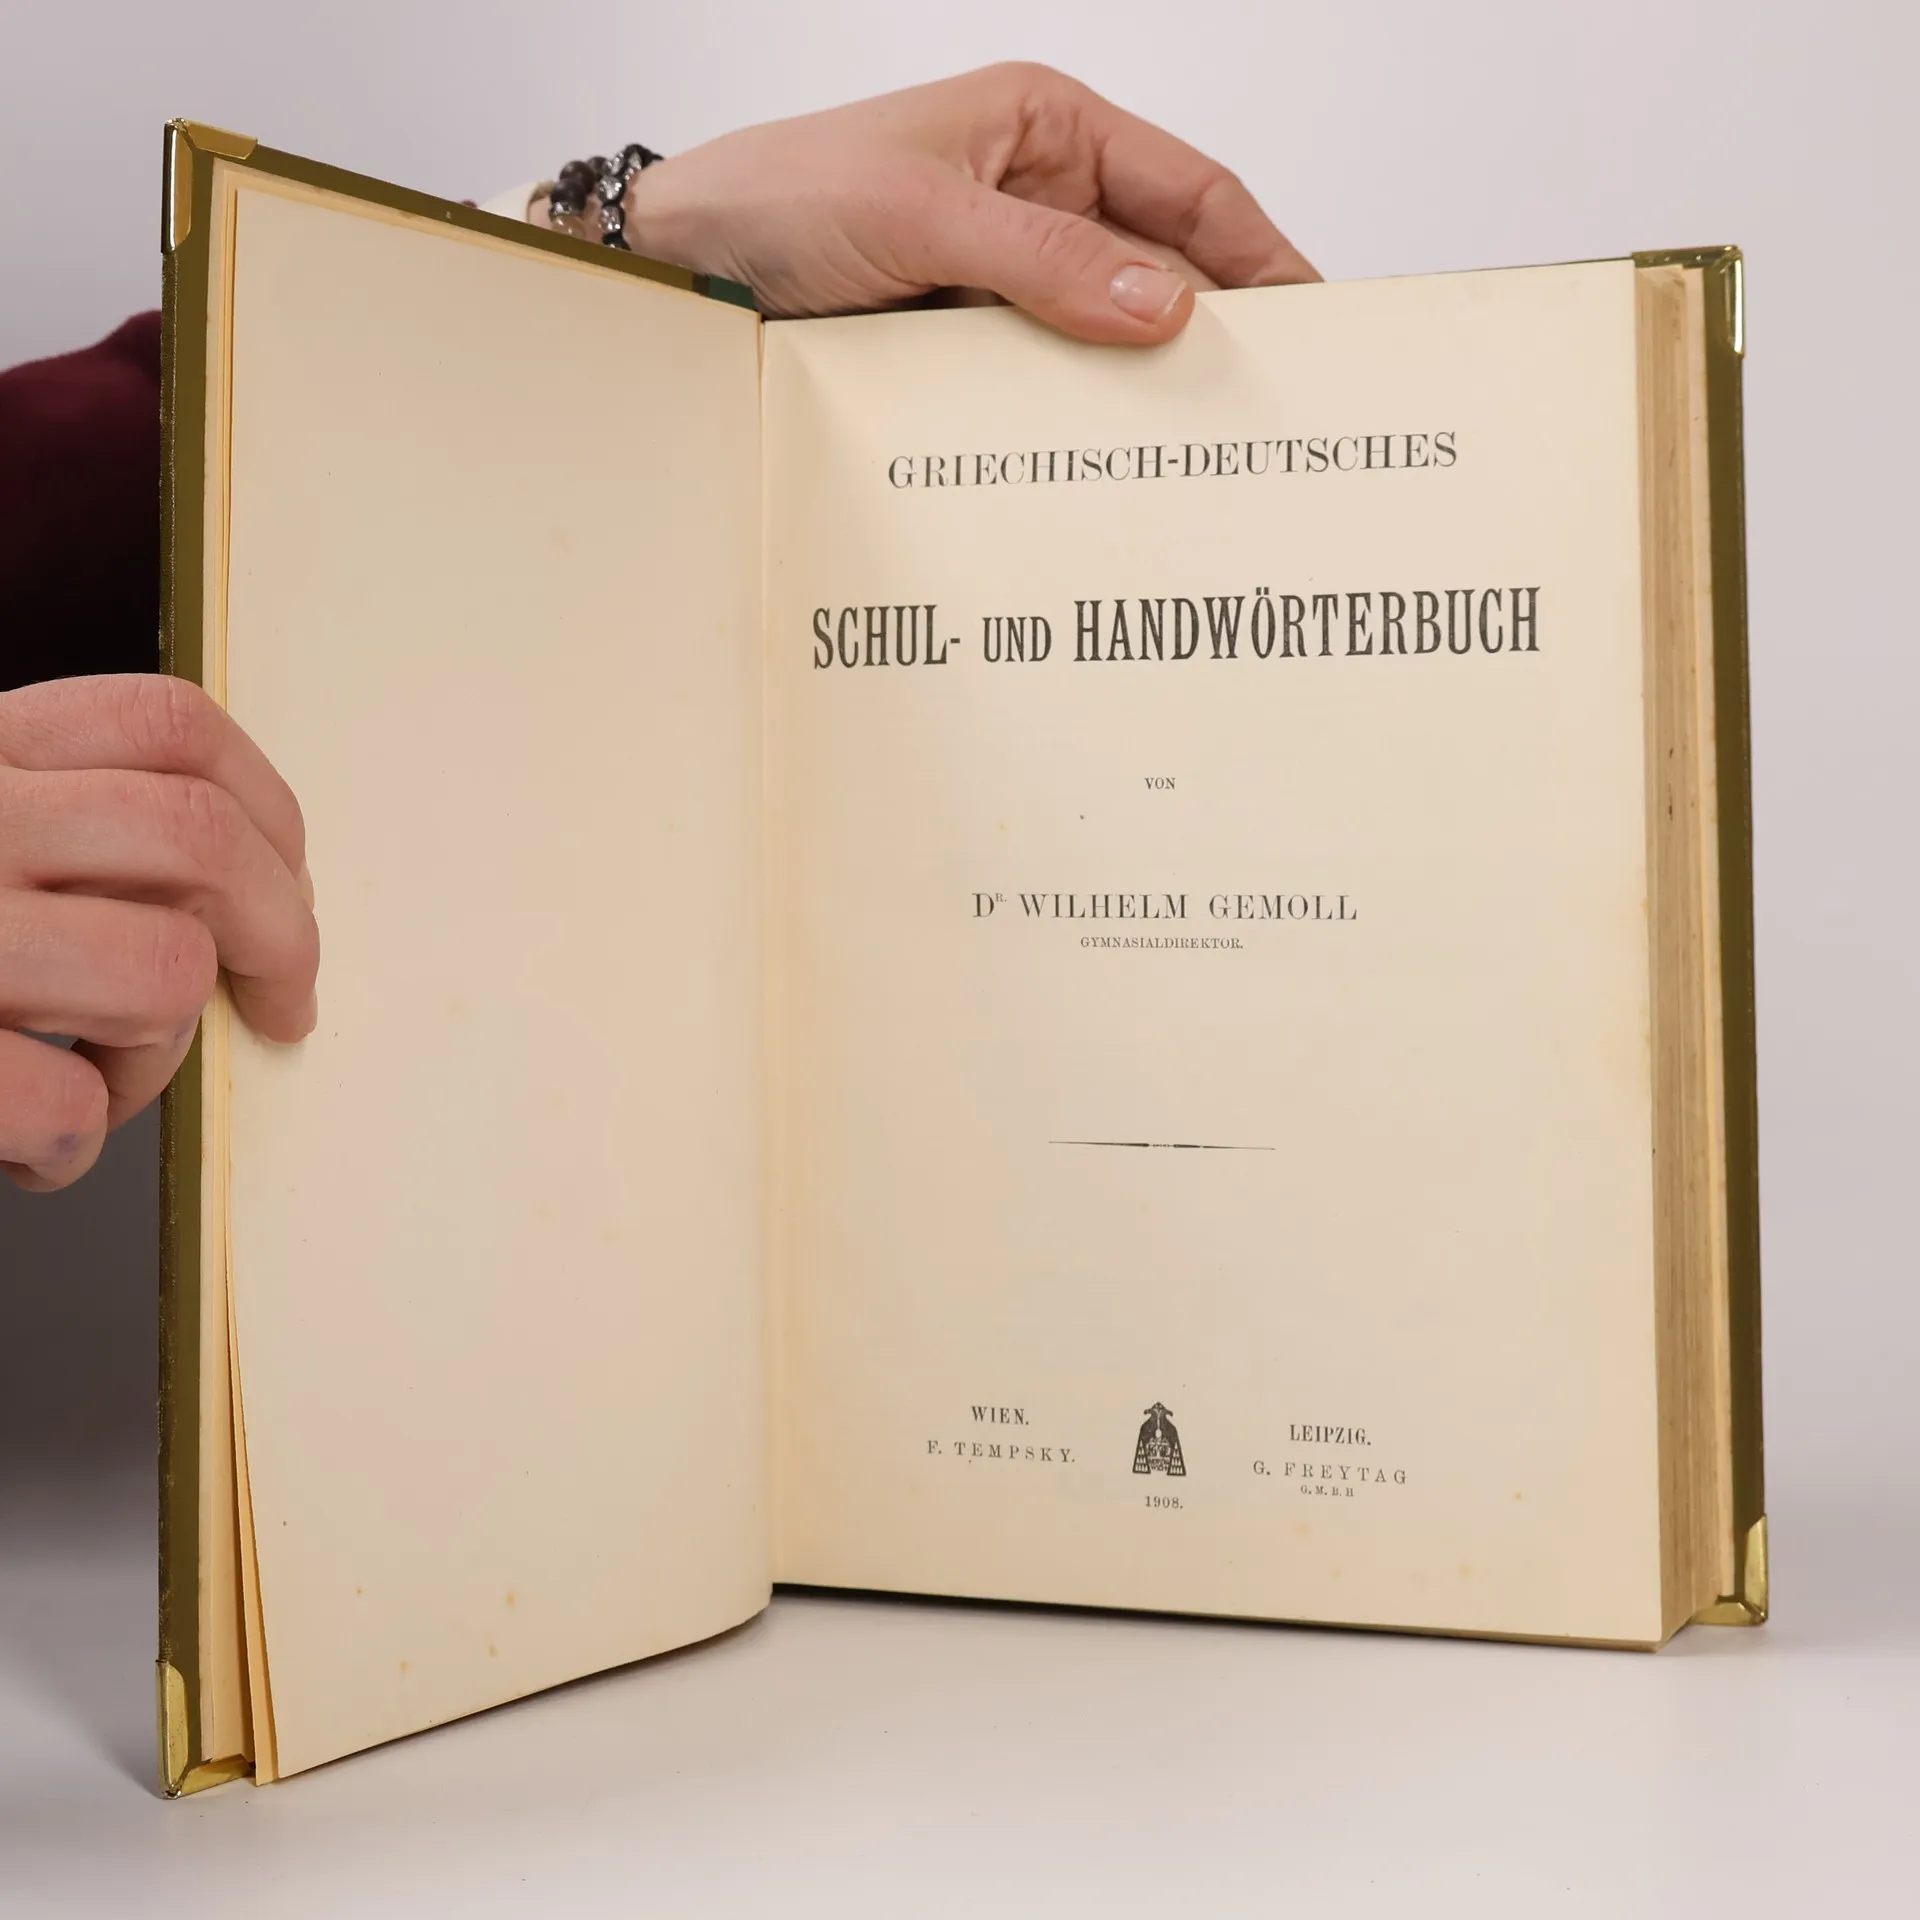 GRIECHISCH-DEUTSCHES
SCHUL- UND HANDWÖRTERBUCH
VON
DR. WILHELM GEMOLL
GYMNASIALDIREKTOR.
WIEN.
F. TEMPSKY.
LEIPZIG.
G. FREYTAG
G. M. B. H
1908.